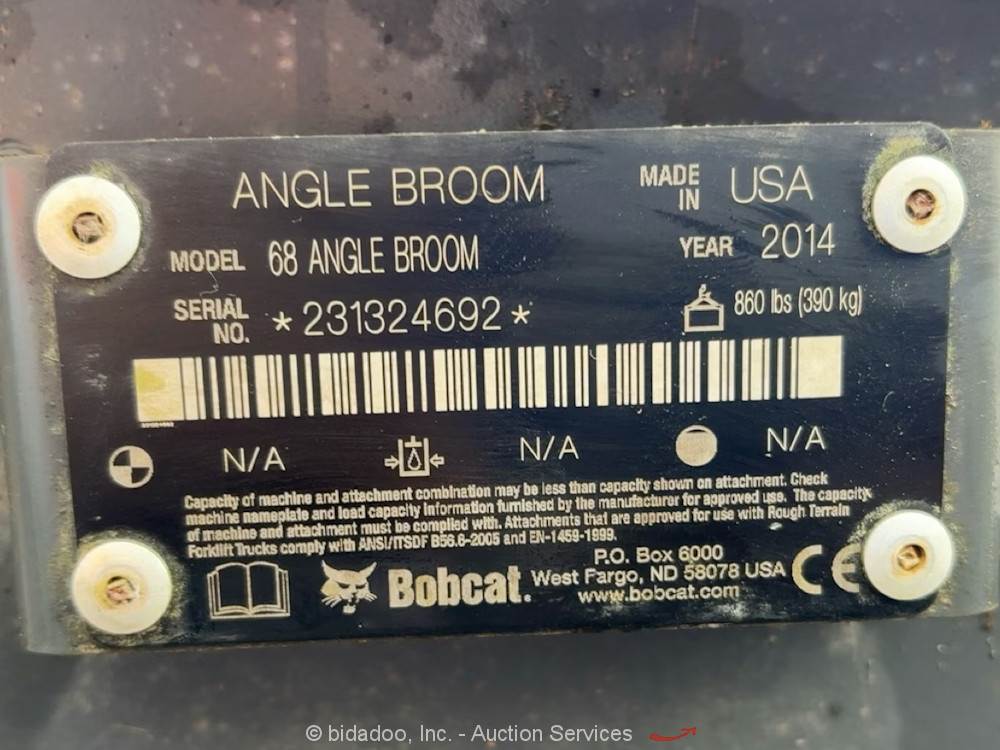 ANGLE BROOM MADE IN USA
MODEL 68 ANGLE BROOM YEAR 2014
SERIAL NO. *231324692* 860 lbs (390 kg)
N/A N/A N/A
Capacity of machine and attachment combination may be less than capacity shown on attachment. Check
machine nameplate and load capacity information furnished by the manufacturer for approved use. The capacity
of machine and attachment must be complied with. Attachments that are approved for use with Rough Terrain
Forklift Trucks comply with ANSI/ITSDF B56.6-2005 and EN-1459-1999.
Bobcat.
P.O. Box 6000
West Fargo, ND 58078 USA
www.bobcat.com
CE
© bidadoo, Inc. - Auction Services